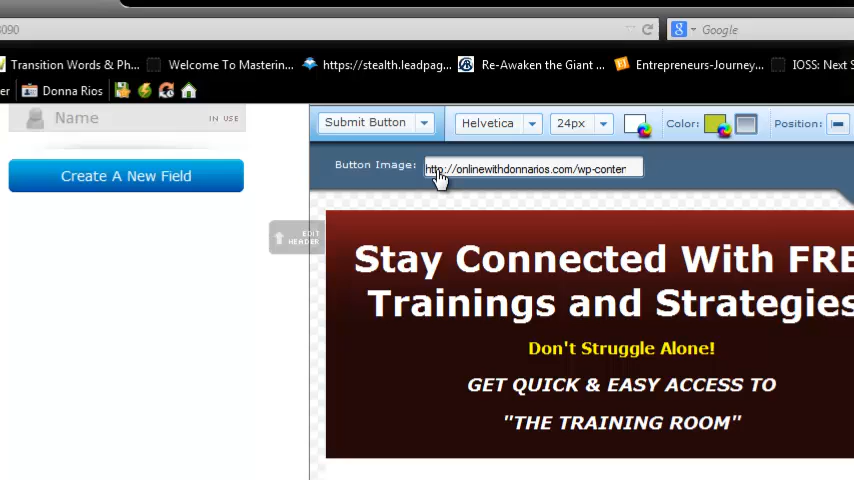 8090
Google
Transition Words & Ph...
Welcome To Masterin...
https://stealth.leadpag...
Re-Awaken the Giant ...
Entrepreneurs-Journey...
IOSS: Next S
er
Donna Rios
Name
IN USE
Submit Button
Helvetica
24px
Color:
Position:
Create A New Field
Button Image:
http://onlinewithdonnarios.com/wp-conter
EDIT
HEADER
Stay Connected With FRE
Trainings and Strategies
Don't Struggle Alone!
GET QUICK & EASY ACCESS TO
"THE TRAINING ROOM"